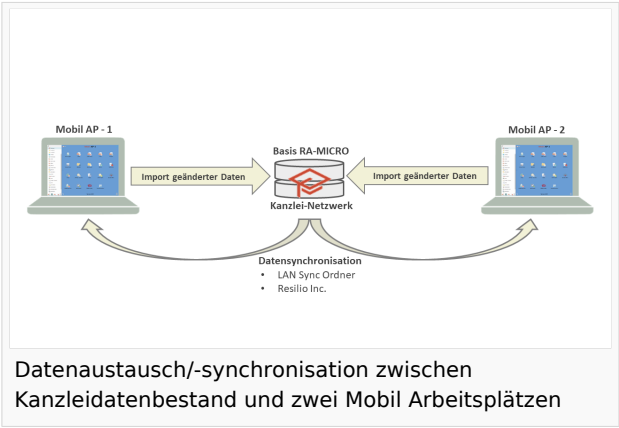 Mobil AP - 1
Mobil AP - 2
Basis RA-MICRO
Import geänderter Daten
Import geänderter Daten
Kanzlei-Netzwerk
Datensynchronisation
• LAN Sync Ordner
• Resilio Inc.
Datenaustausch/-synchronisation zwischen
Kanzleidatenbestand und zwei Mobil Arbeitsplätzen